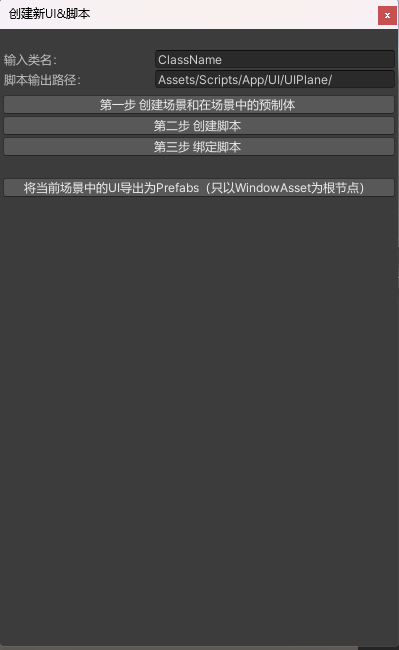 创建新UI&脚本
x
输入类名: ClassName
脚本输出路径: Assets/Scripts/App/UI/UIPlane/
第一步 创建场景和在场景中的预制体
第二步 创建脚本
第三步 绑定脚本
将当前场景中的UI导出为Prefabs（只以WindowAsset为根节点）